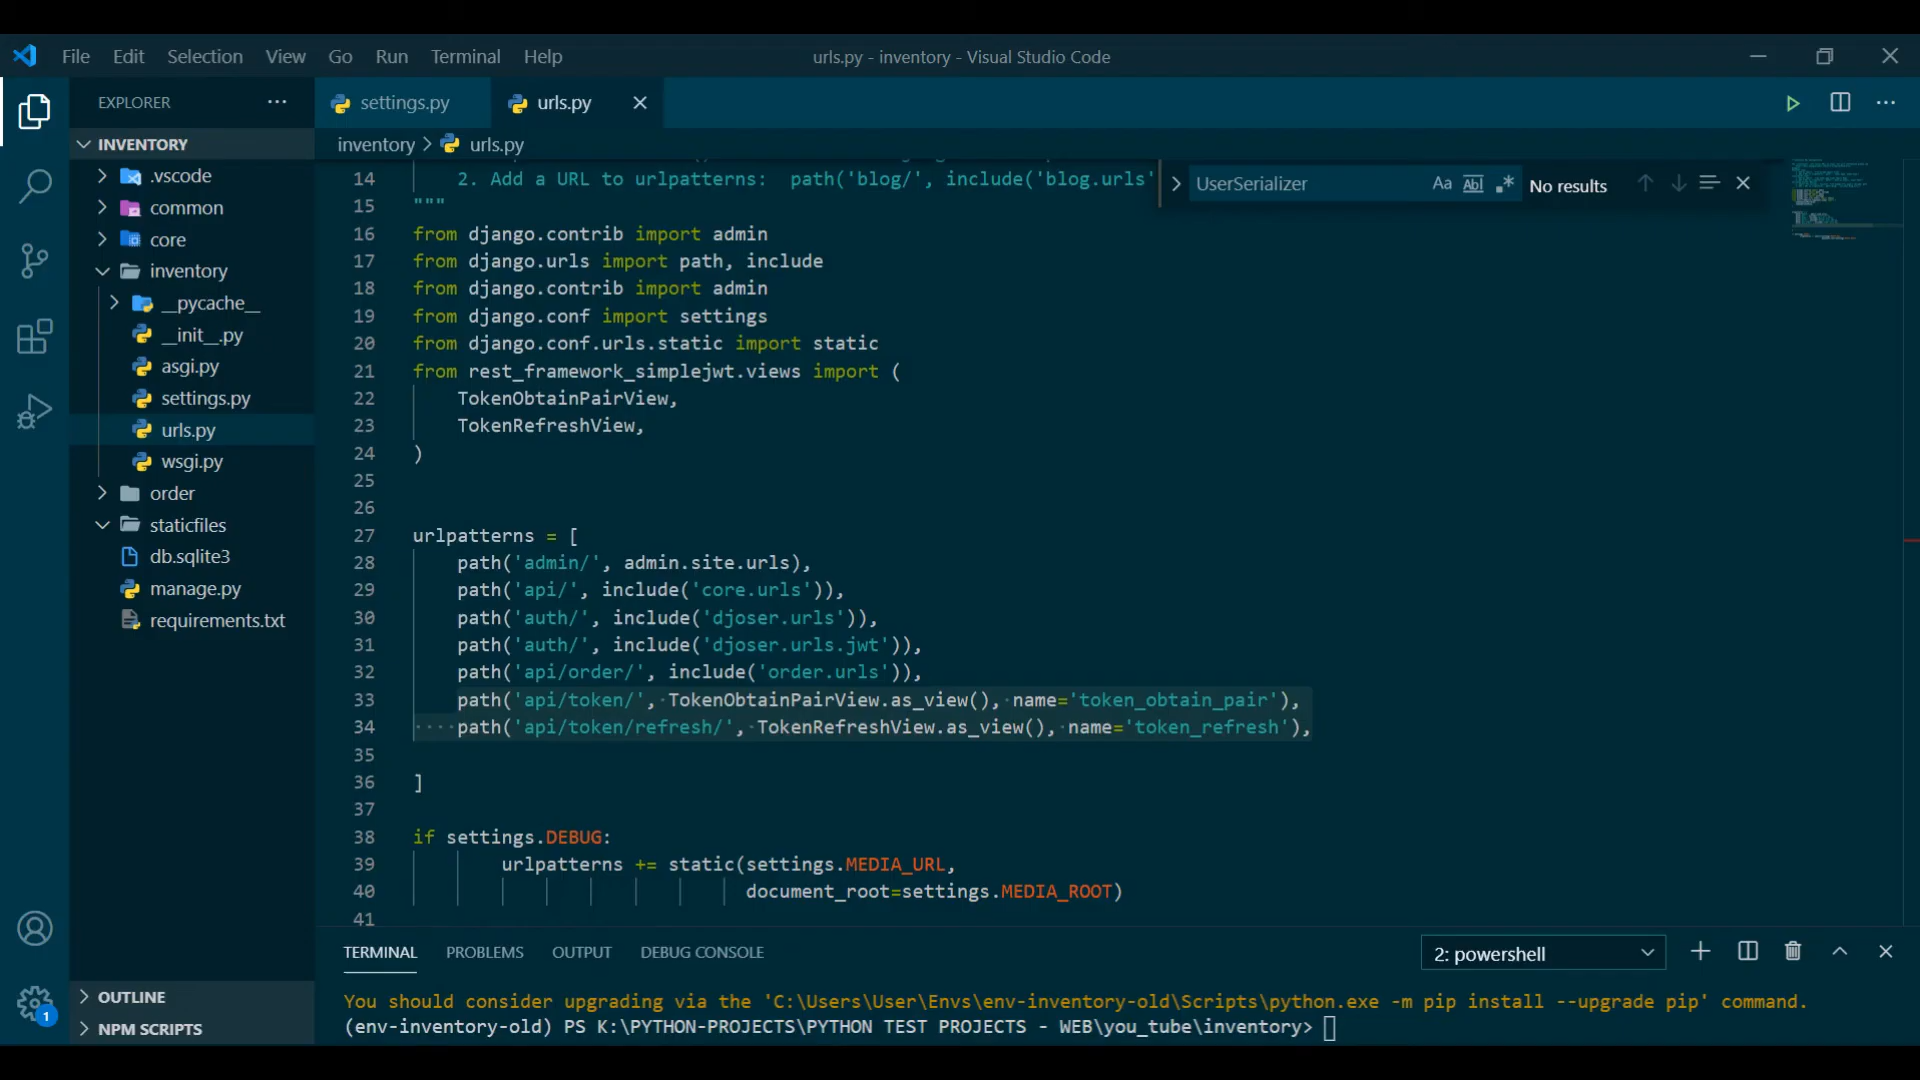 File Edit Selection View Go Run Terminal Help
urls.py - inventory - Visual Studio Code
EXPLORER
settings.py
urls.py
INVENTORY
inventory > urls.py
.vscode
common
core
inventory
__pycache__
__init__.py
asgi.py
settings.py
urls.py
wsgi.py
order
staticfiles
db.sqlite3
manage.py
requirements.txt
OUTLINE
NPM SCRIPTS
1
UserSerializer
Aa Abl .*
No results
14 2. Add a URL to urlpatterns:  path('blog/', include('blog.urls'
15 """
16 from django.contrib import admin
17 from django.urls import path, include
18 from django.contrib import admin
19 from django.conf import settings
20 from django.conf.urls.static import static
21 from rest_framework_simplejwt.views import (
22     TokenObtainPairView,
23     TokenRefreshView,
24 )
25
26
27 urlpatterns = [
28     path('admin/', admin.site.urls),
29     path('api/', include('core.urls')),
30     path('auth/', include('djoser.urls')),
31     path('auth/', include('djoser.urls.jwt')),
32     path('api/order/', include('order.urls')),
33     path('api/token/', TokenObtainPairView.as_view(), name='token_obtain_pair'),
34     path('api/token/refresh/', TokenRefreshView.as_view(), name='token_refresh'),
35
36 ]
37
38 if settings.DEBUG:
39         urlpatterns += static(settings.MEDIA_URL,
40                               document_root=settings.MEDIA_ROOT)
41
TERMINAL PROBLEMS OUTPUT DEBUG CONSOLE
2: powershell
You should consider upgrading via the 'C:\Users\User\Envs\env-inventory-old\Scripts\python.exe -m pip install --upgrade pip' command.
(env-inventory-old) PS K:\PYTHON-PROJECTS\PYTHON TEST PROJECTS - WEB\you_tube\inventory>